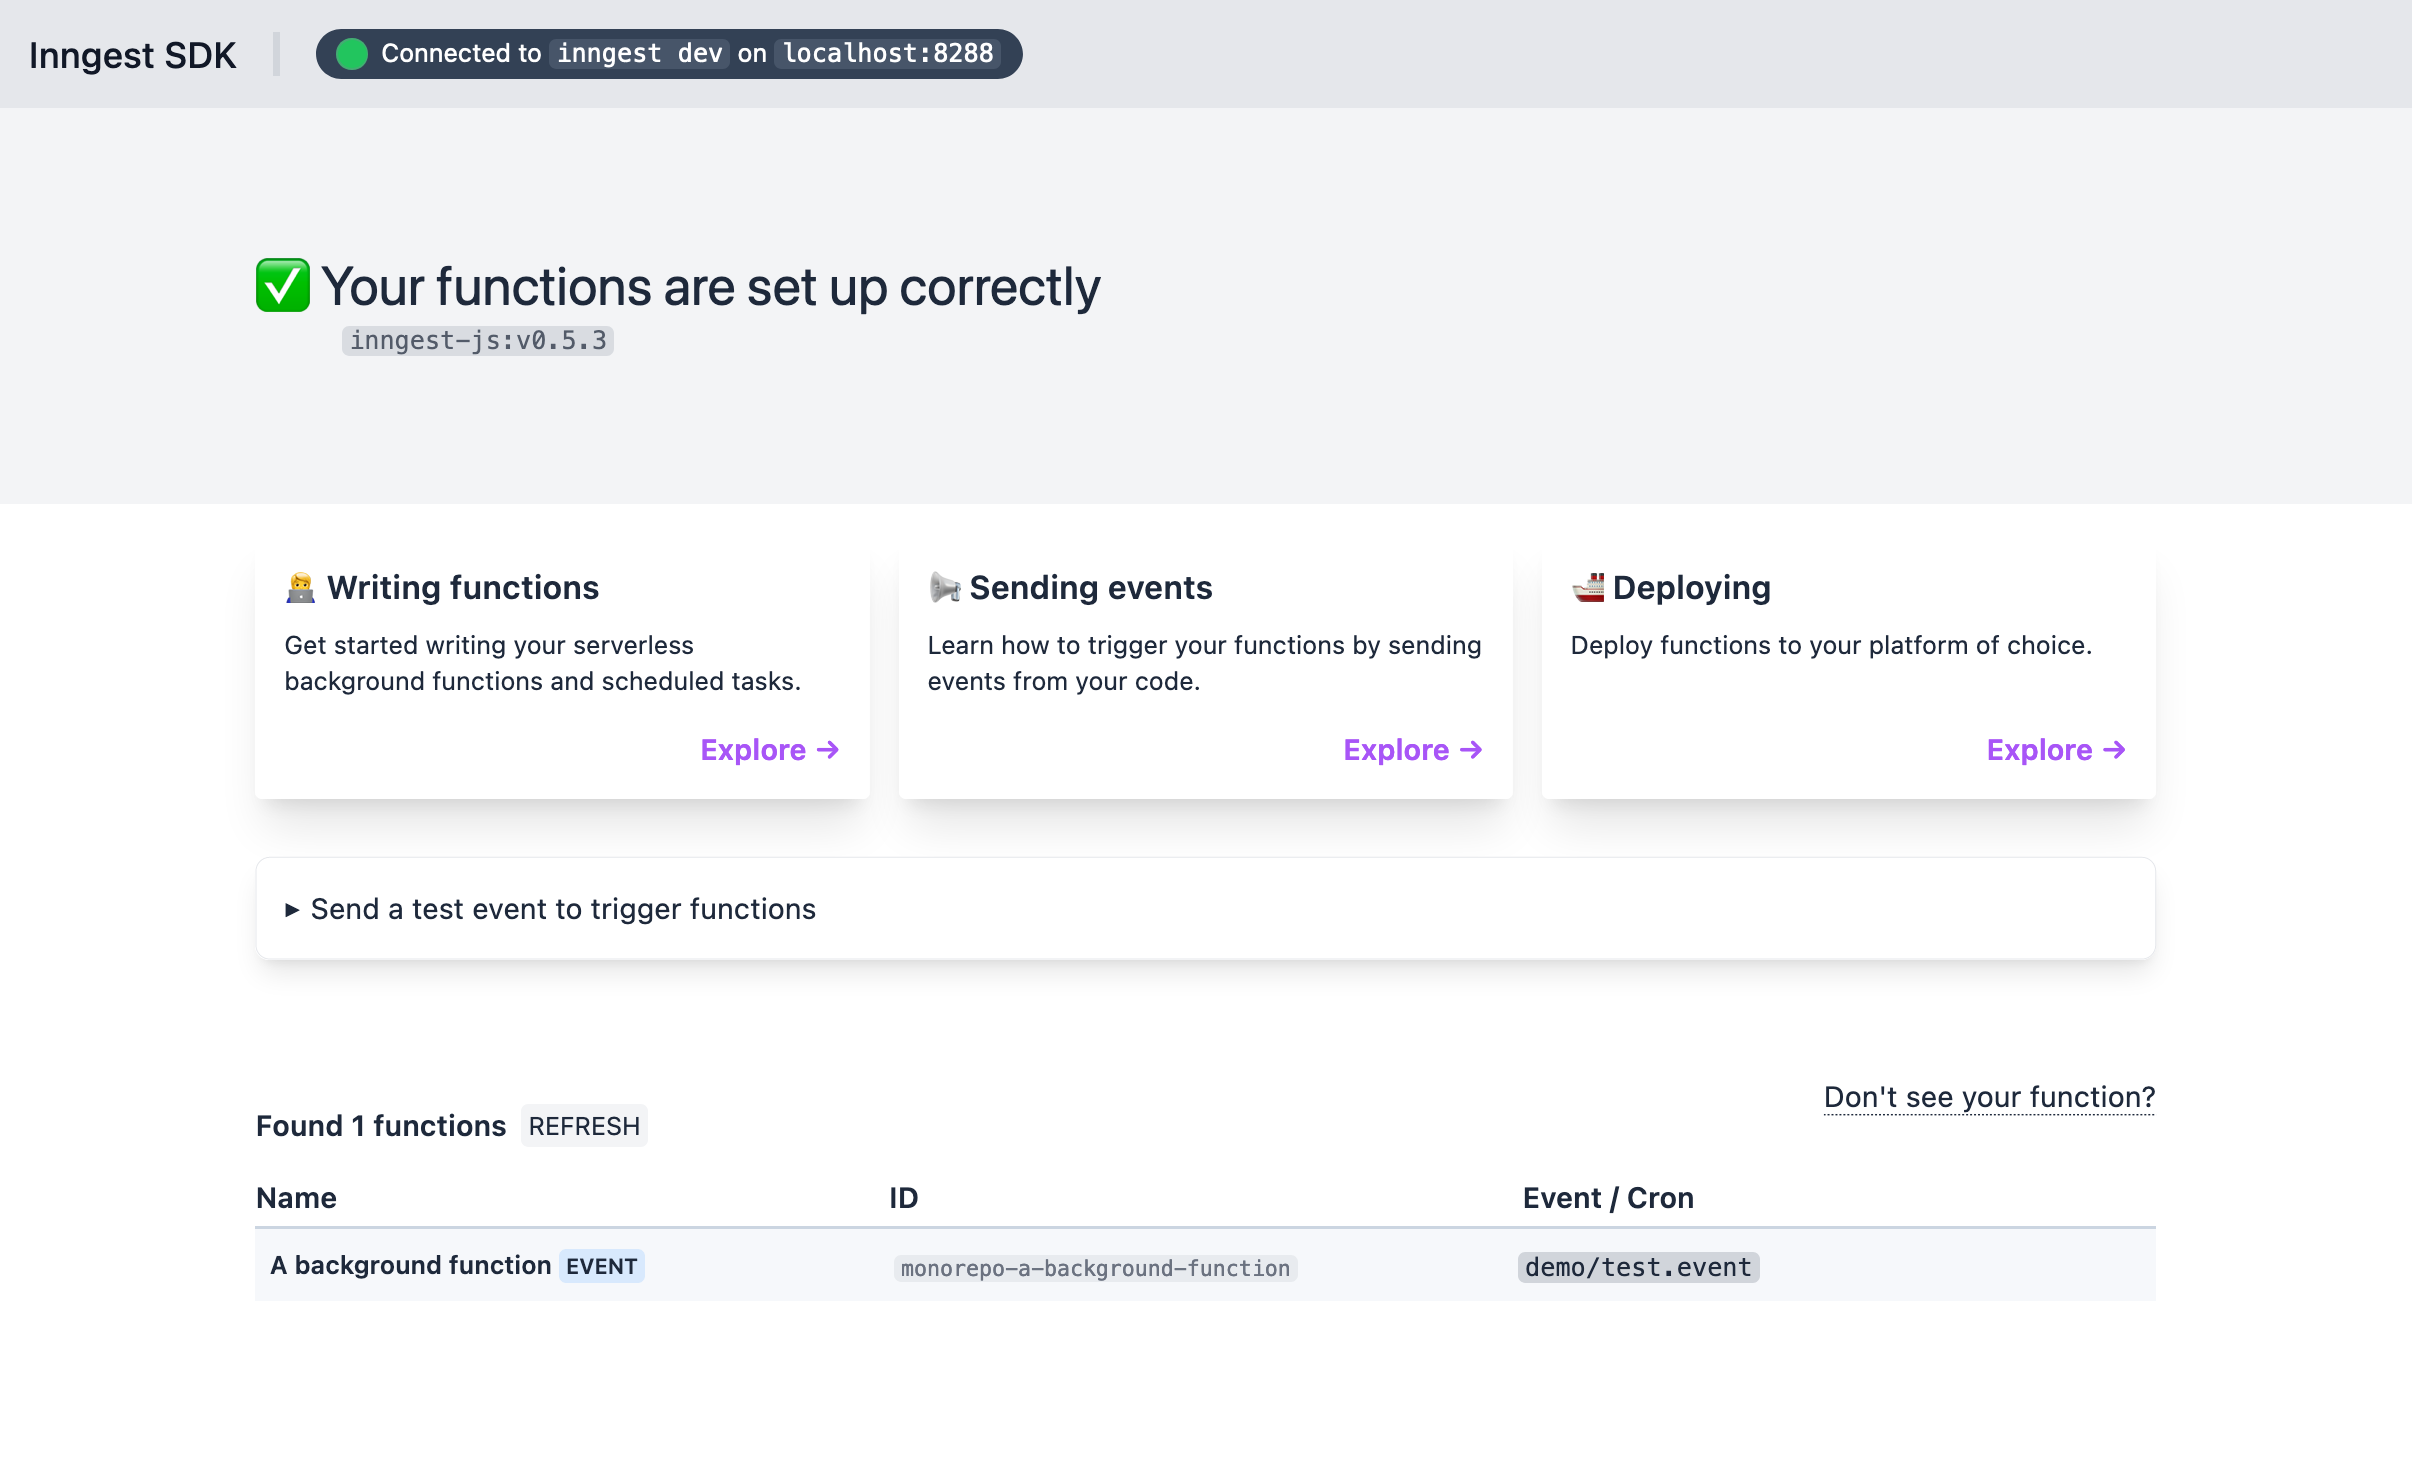 Inngest SDK
Connected to inngest dev on localhost:8288
✅ Your functions are set up correctly
inngest-js:v0.5.3
🧑‍💻 Writing functions
Get started writing your serverless
background functions and scheduled tasks.
Explore →
📢 Sending events
Learn how to trigger your functions by sending
events from your code.
Explore →
🚢 Deploying
Deploy functions to your platform of choice.
Explore →
▶ Send a test event to trigger functions
Don't see your function?
Found 1 functions REFRESH
Name ID Event / Cron
A background function EVENT monorepo-a-background-function demo/test.event